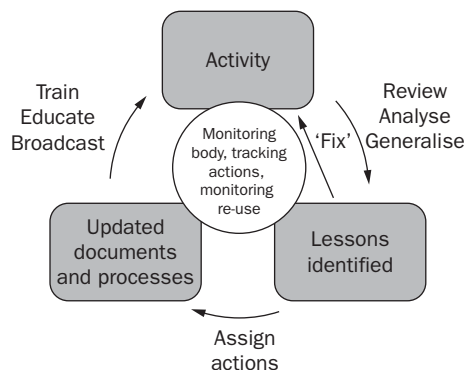 Activity
Train
Educate
Broadcast
Review
Analyse
Generalise
‘Fix’
Monitoring
body, tracking
actions,
monitoring
re-use
Updated
documents
and processes
Lessons
identified
Assign
actions